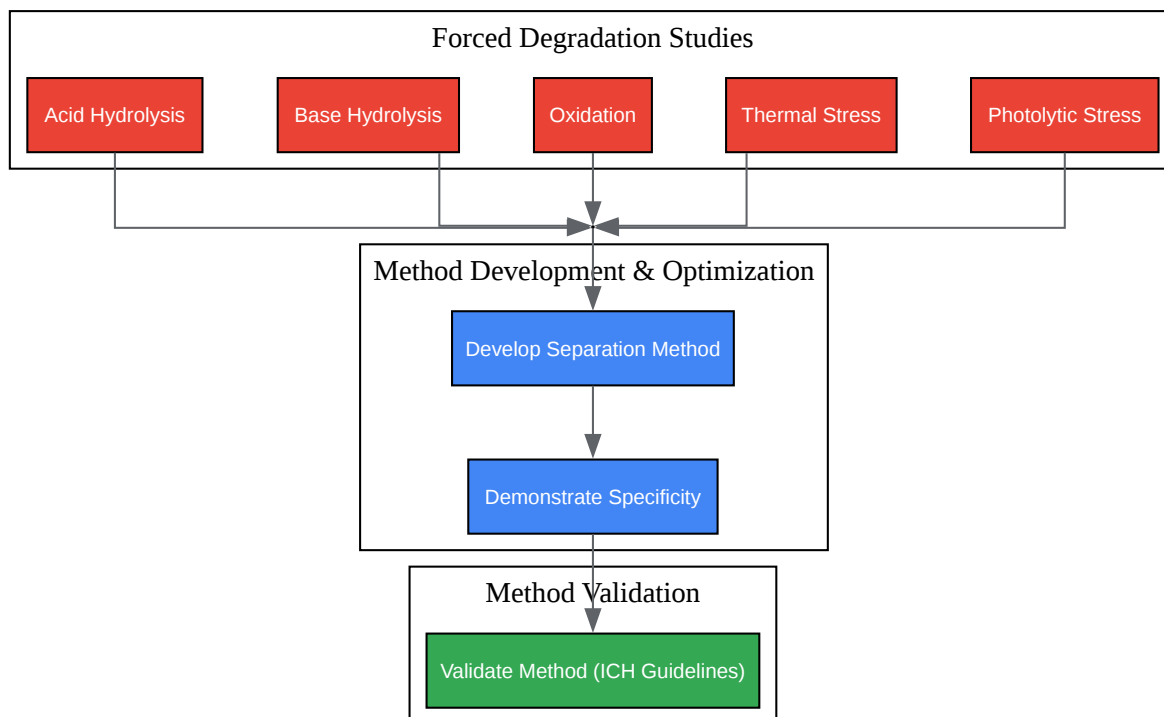 Forced Degradation Studies
Acid Hydrolysis
Base Hydrolysis
Oxidation
Thermal Stress
Photolytic Stress
Method Development & Optimization
Develop Separation Method
Demonstrate Specificity
Method Validation
Validate Method (ICH Guidelines)